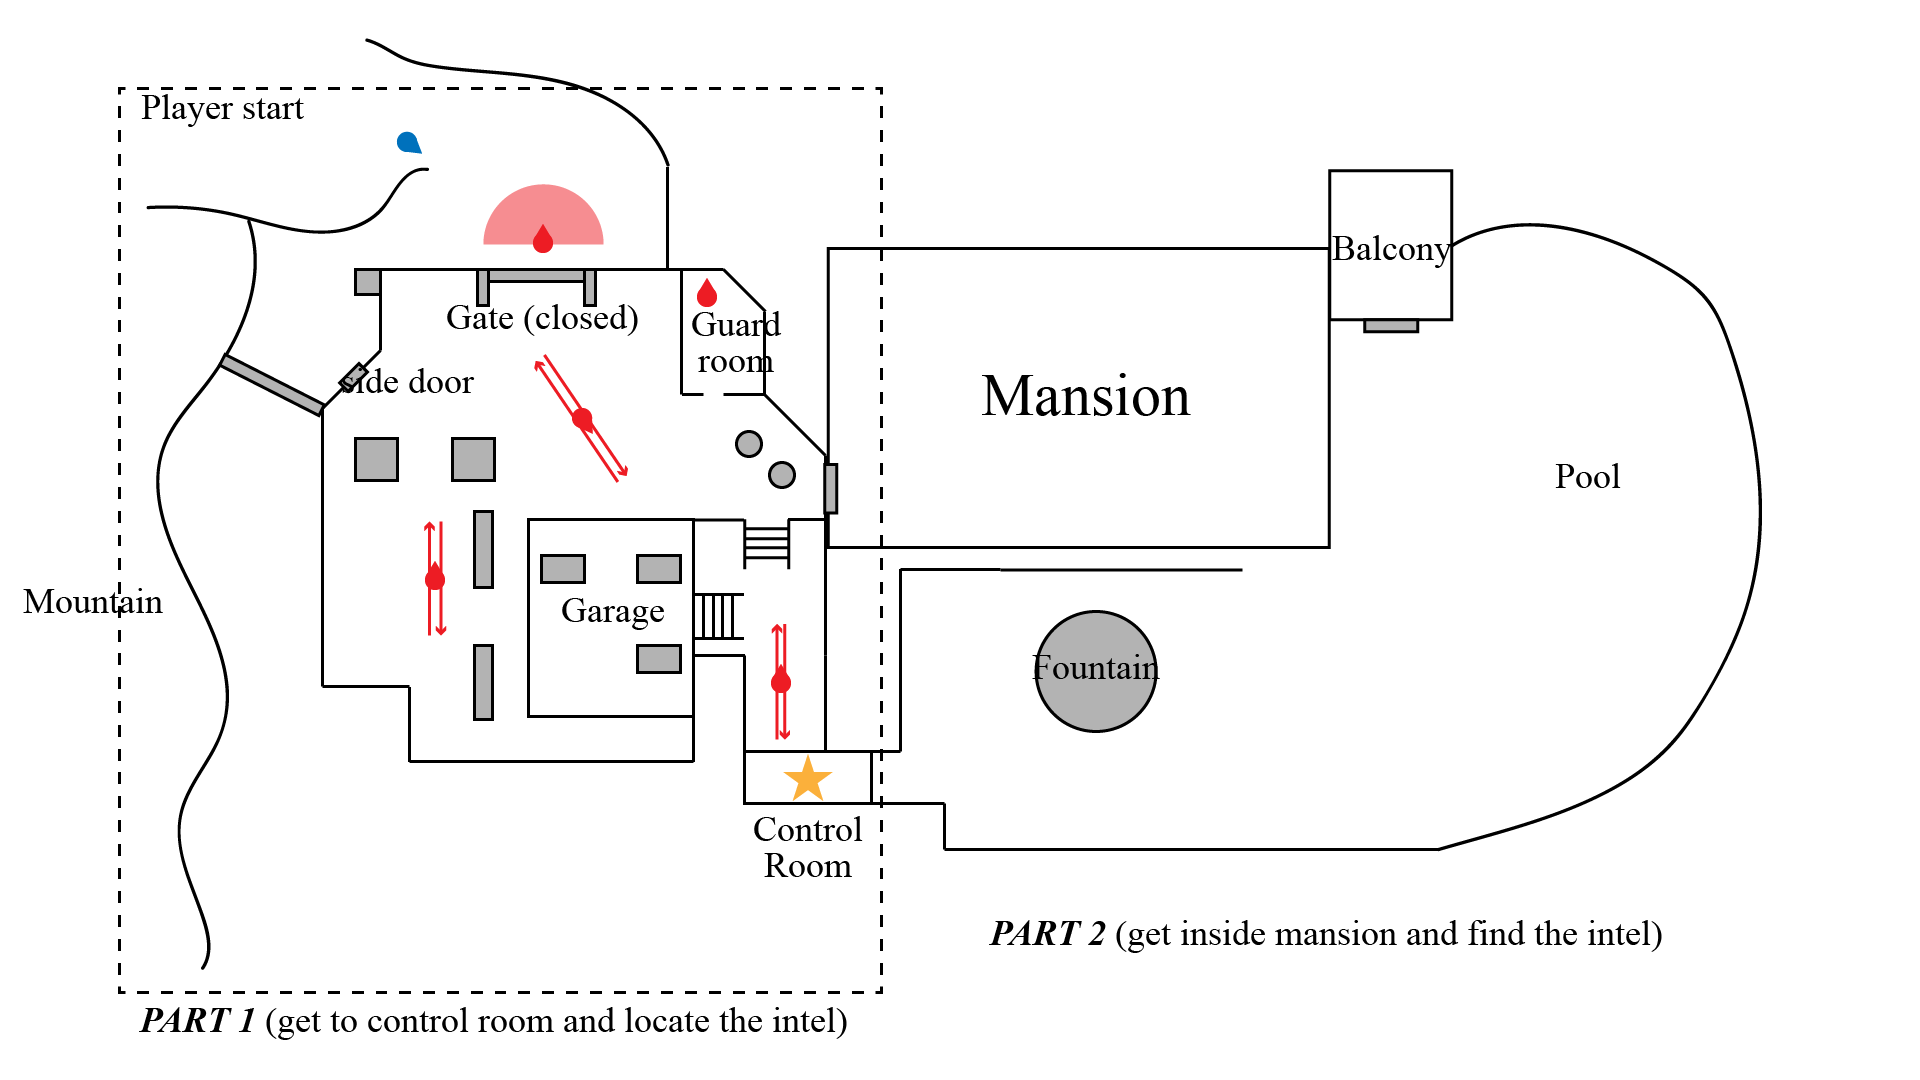 Player start
Balcony
Gate (closed)
Guard
room
side door
Mansion
Pool
Mountain
Garage
Fountain
Control
Room
PART 2 (get inside mansion and find the intel)
PART 1 (get to control room and locate the intel)